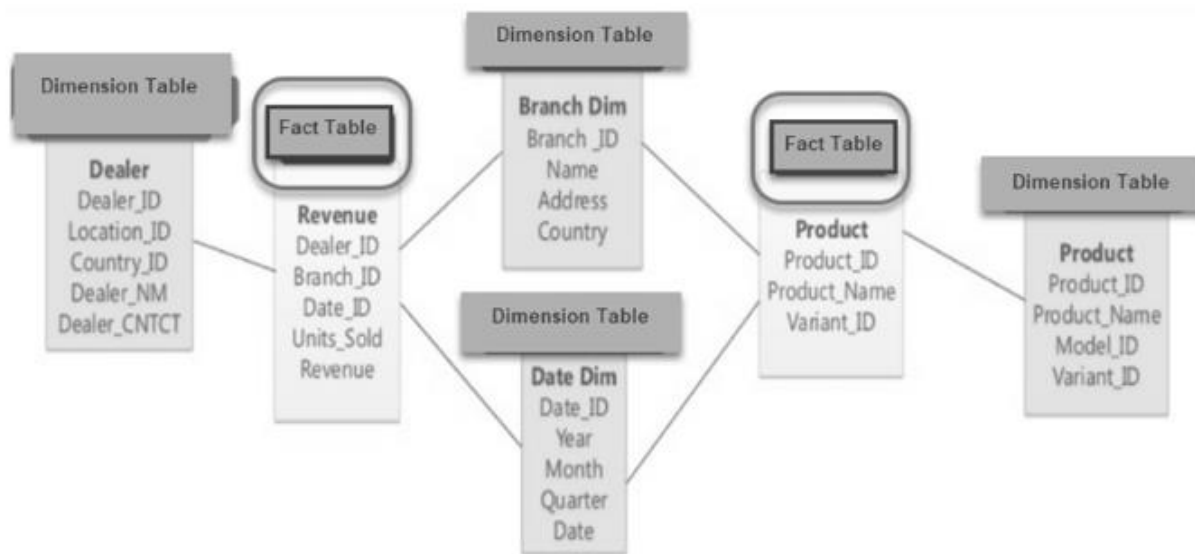 Dimension Table
Dealer
Dealer_ID
Location_ID
Country_ID
Dealer_NM
Dealer_CNTCT
Fact Table
Revenue
Dealer_ID
Branch_ID
Date_ID
Units_Sold
Revenue
Dimension Table
Branch Dim
Branch _ID
Name
Address
Country
Dimension Table
Date Dim
Date_ID
Year
Month
Quarter
Date
Fact Table
Product
Product_ID
Product_Name
Variant_ID
Dimension Table
Product
Product_ID
Product_Name
Model_ID
Variant_ID